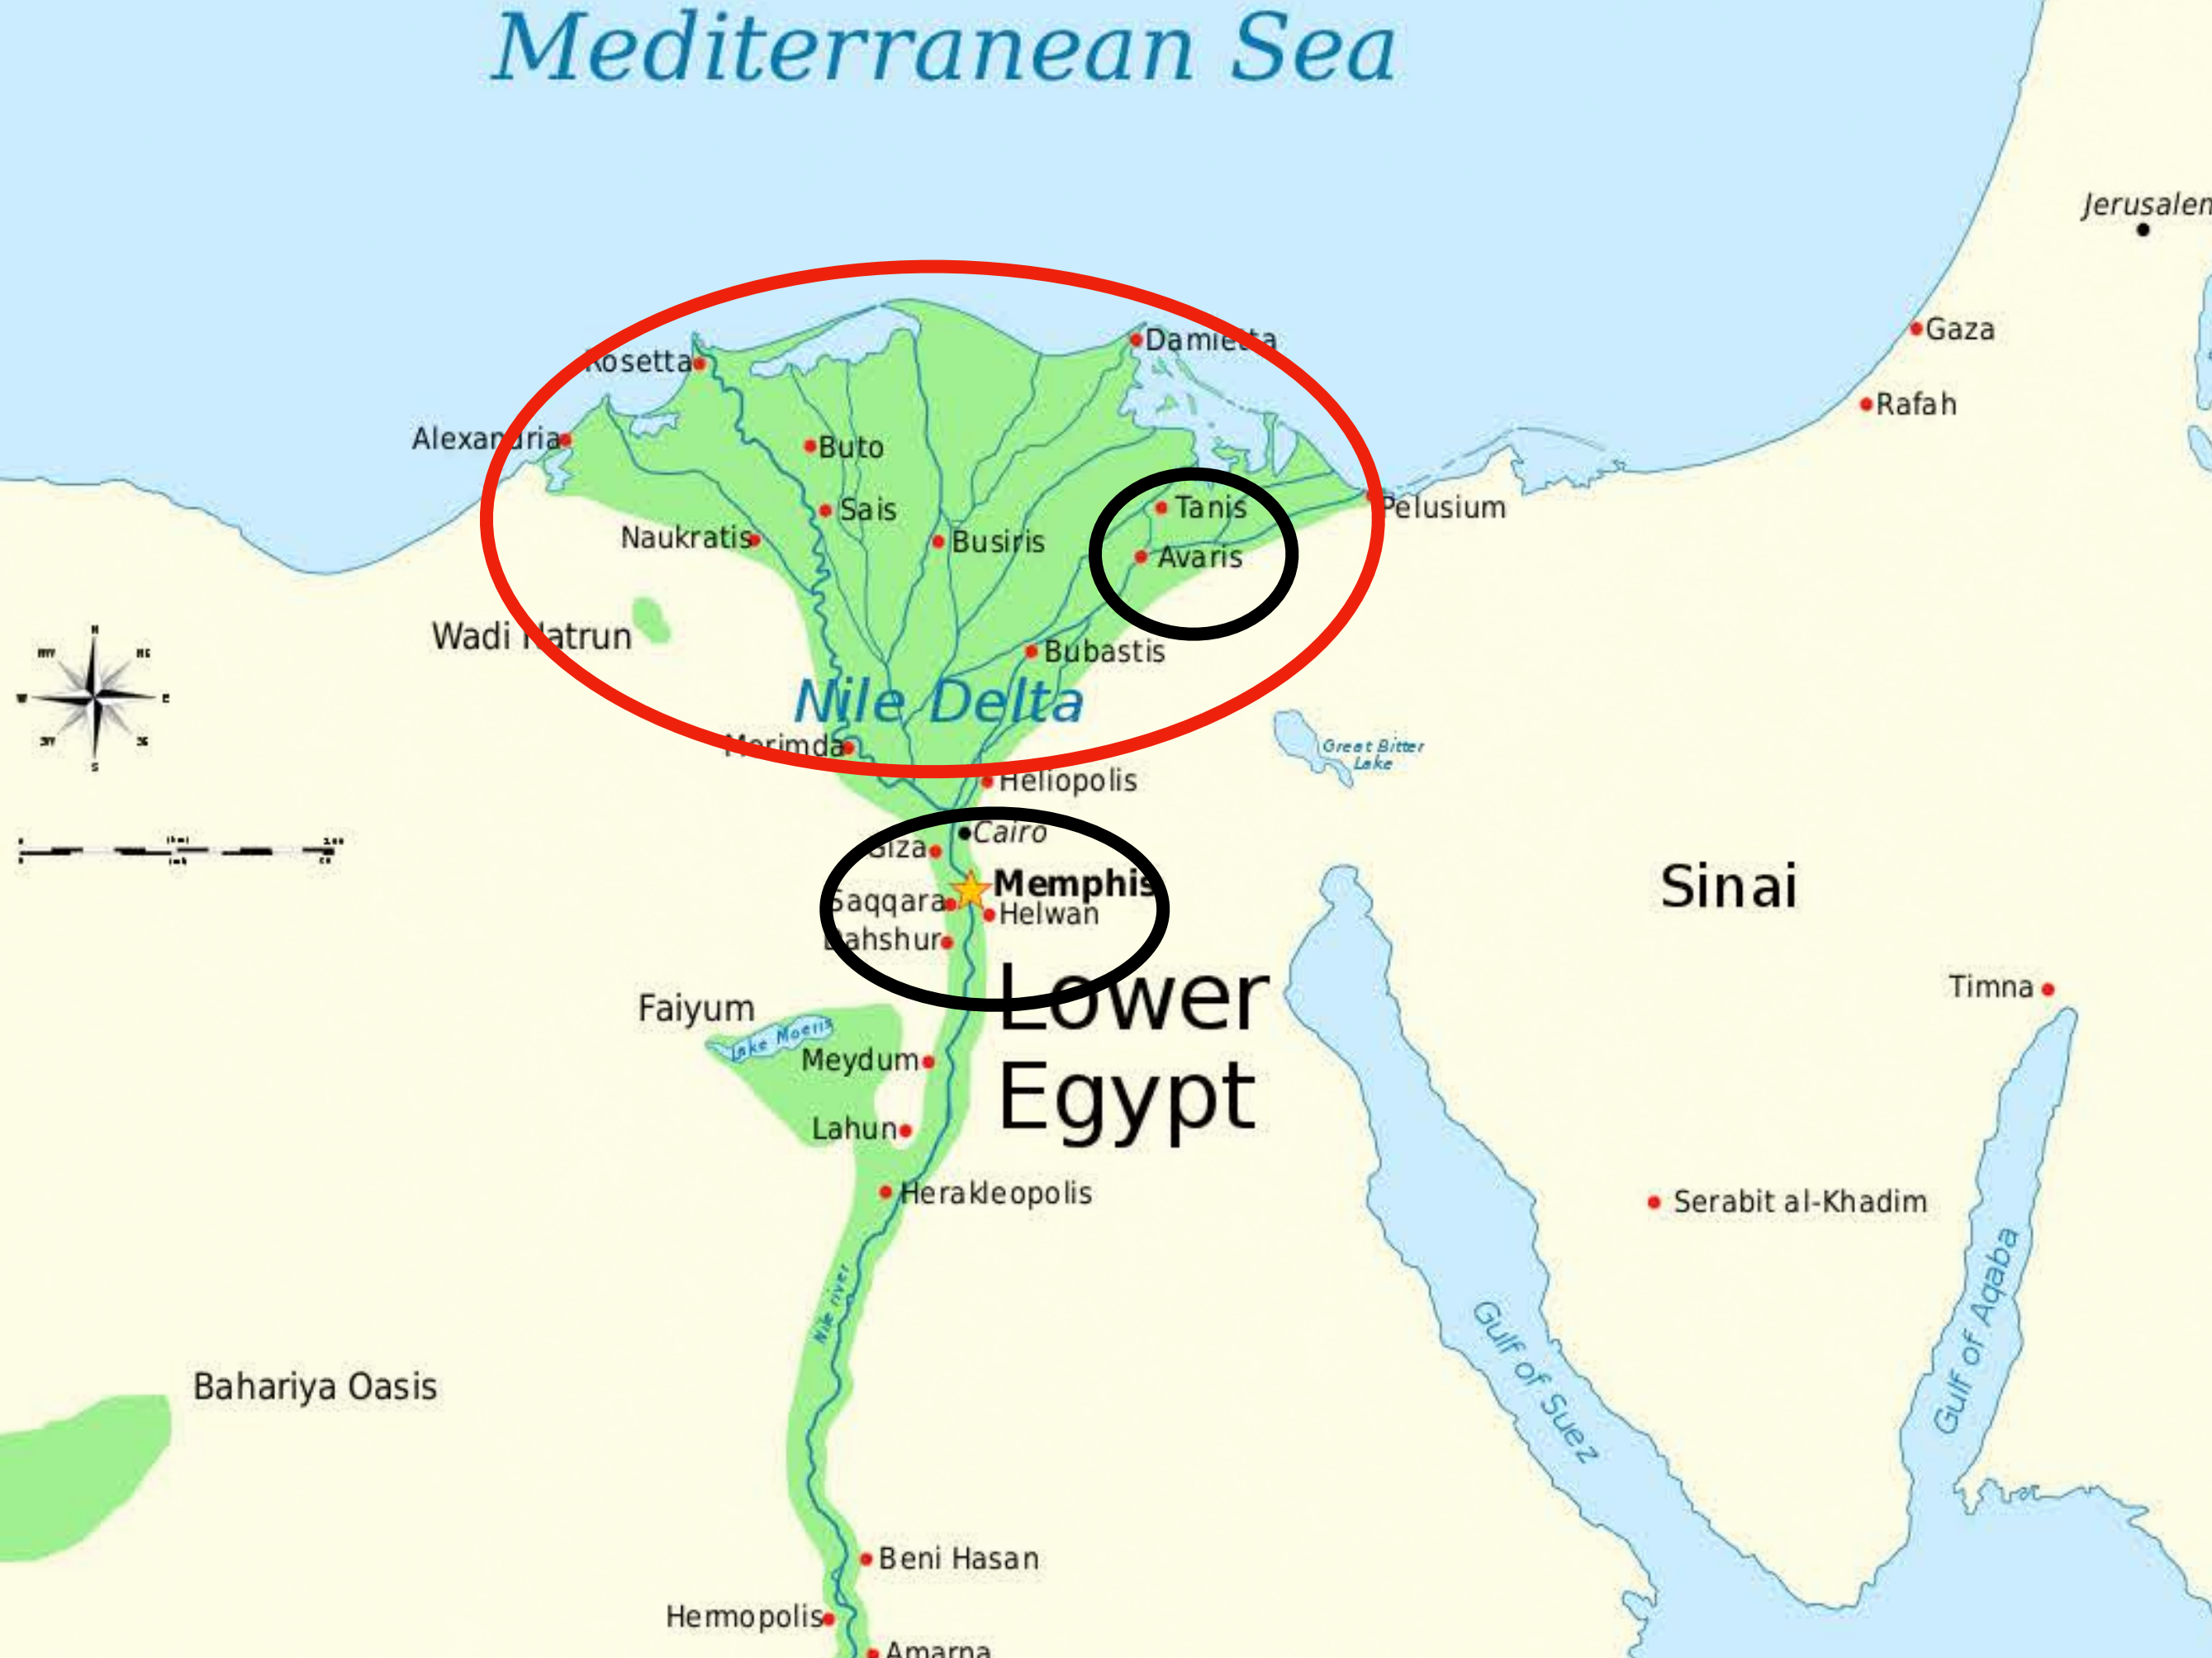 Mediterranean Sea
Jerusalem
Gaza
Damietta
Rosetta
Rafah
Alexandria
Buto
Tanis
Pelusium
Sais
Naukratis
Busiris
Avaris
Wadi Natrun
Bubastis
N
NE
W
E
S
SE
Nile Delta
Merimda
Great Bitter
Lake
Heliopolis
Cairo
Giza
Memphis
Saqqara
Helwan
Dahshur
Sinai
Lower
Egypt
Timna
Faiyum
Lake Moeris
Meydum
Lahun
Herakleopolis
Serabit al-Khadim
Nile river
Gulf of Suez
Gulf of Aqaba
Bahariya Oasis
Beni Hasan
Hermopolis
Amarna